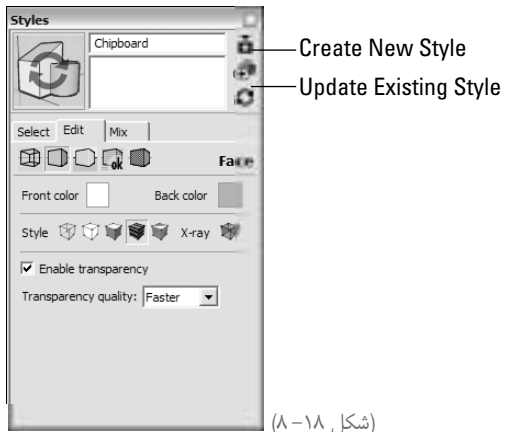 Styles
Chipboard
Create New Style
Update Existing Style
Select Edit Mix
ok
Face
Front color Back color
Style X-ray
Enable transparency
Transparency quality: Faster
(شکل ۱۸-۸)